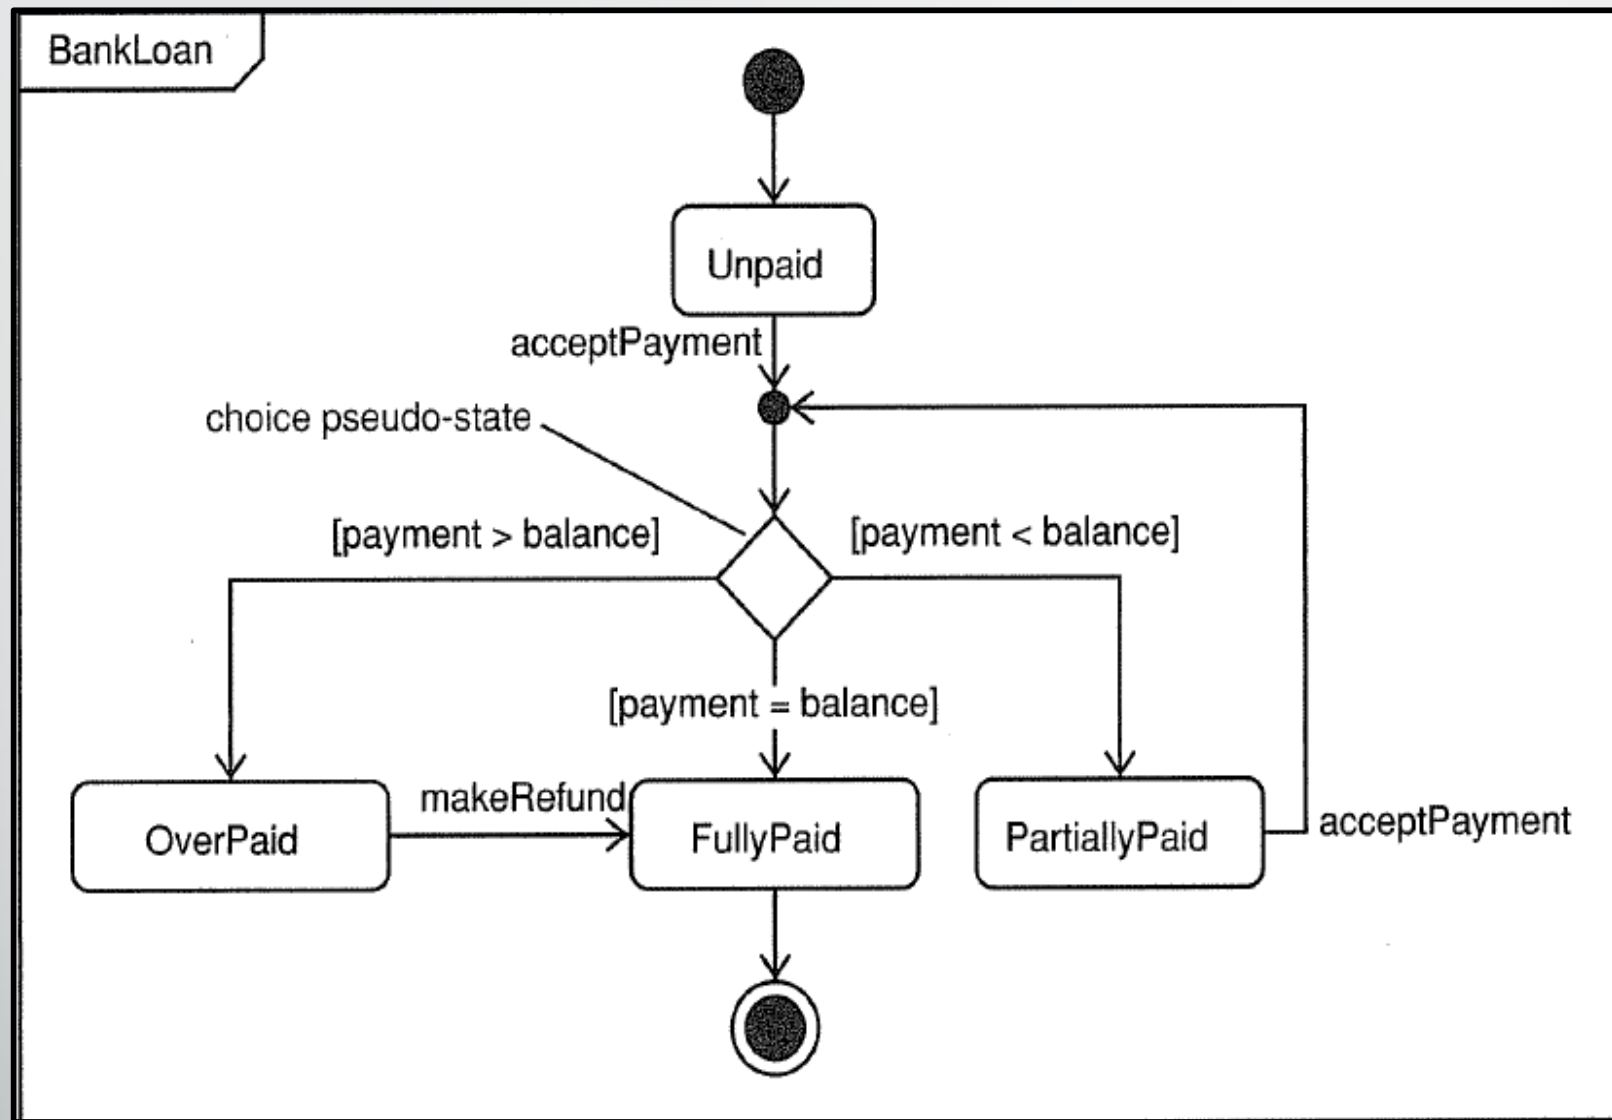 BankLoan
Unpaid
acceptPayment
choice pseudo-state
[payment > balance]
[payment < balance]
[payment = balance]
OverPaid
makeRefund
FullyPaid
PartiallyPaid
acceptPayment